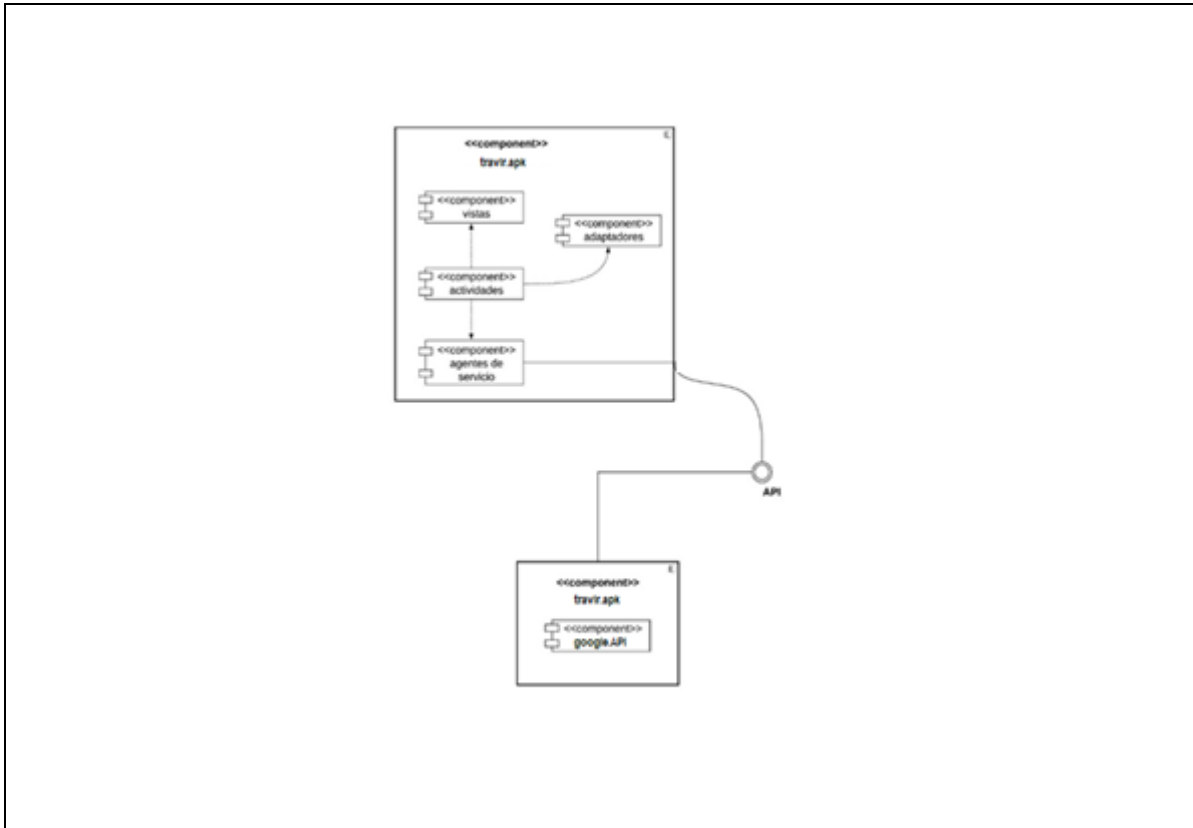 <<component>>
travir.apk
<<component>>
vistas
<<component>>
adaptadores
<<component>>
actividades
<<component>>
agentes de
servicio
API
<<component>>
travir.apk
<<component>>
google.API